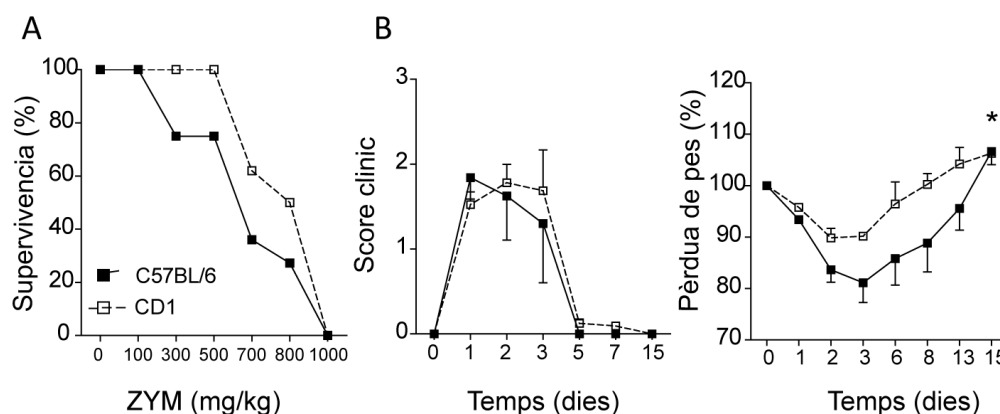 A
Supervivencia (%)
100
80
60
40
20
0
C57BL/6
CD1
0 100 300 500 700 800 1000
ZYM (mg/kg)
B
Score clinic
3
2
1
0
0 1 2 3 5 7 15
Temps (dies)
Pèrdua de pes (%)
110
100
90
80
70
*
0 1 2 3 6 8 13 15
Temps (dies)